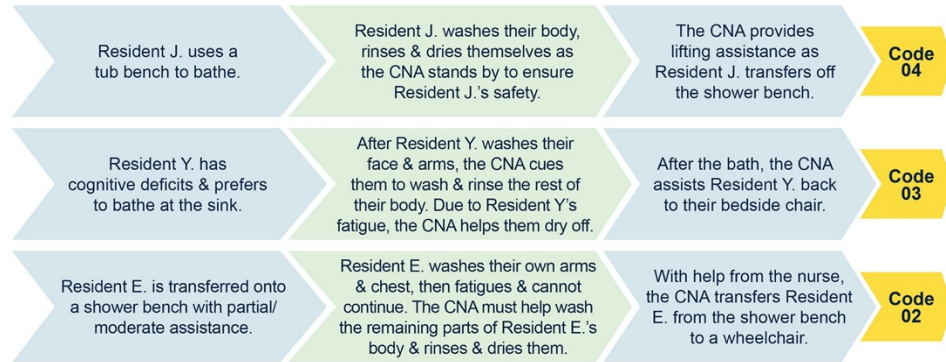 Resident J. uses a
tub bench to bathe.
Resident J. washes their body,
rinses & dries themselves as
the CNA stands by to ensure
Resident J.'s safety.
The CNA provides
lifting assistance as
Resident J. transfers off
the shower bench.
Code
04
Resident Y. has
cognitive deficits & prefers
to bathe at the sink.
After Resident Y. washes their
face & arms, the CNA cues
them to wash & rinse the rest of
their body. Due to Resident Y's
fatigue, the CNA helps them dry off.
After the bath, the CNA
assists Resident Y. back
to their bedside chair.
Code
03
Resident E. is transferred onto
a shower bench with partial/
moderate assistance.
Resident E. washes their own arms
& chest, then fatigues & cannot
continue. The CNA must help wash
the remaining parts of Resident E.'s
body & rinses & dries them.
With help from the nurse,
the CNA transfers Resident
E. from the shower bench
to a wheelchair.
Code
02